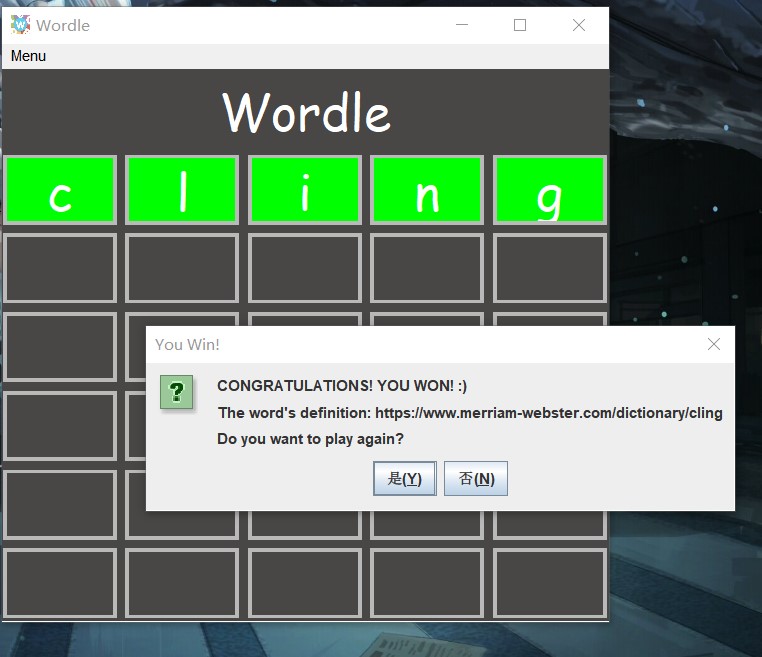 Wordle
Menu
Wordle
c l i n g
You Win!
CONGRATULATIONS! YOU WON! :)
The word's definition: https://www.merriam-webster.com/dictionary/cling
Do you want to play again?
是(Y) 否(N)